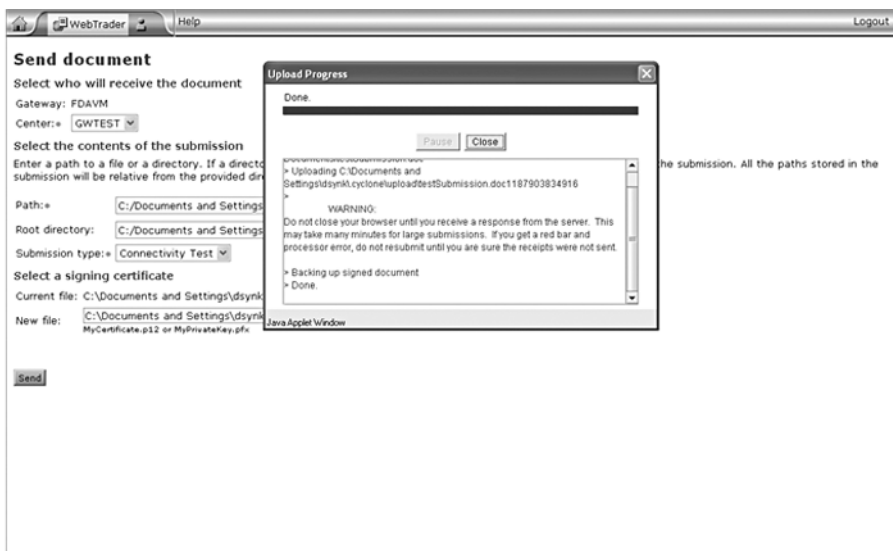 WebTrader
Help
Logout
Send document
Select who will receive the document
Gateway: FDAVM
Center:* GWTEST
Select the contents of the submission
Enter a path to a file or a directory. If a directo
he submission. All the paths stored in the
submission will be relative from the provided dire
Path:* C:/Documents and Settings
Root directory: C:/Documents and Settings
Submission type:* Connectivity Test
Select a signing certificate
Current file: C:\Documents and Settings\dsynk
New file: C:\Documents and Settings\dsynk
MyCertificate.p12 or MyPrivateKey.pfx
Send
Upload Progress
Done.
Pause Close
> Uploading C:\Documents and
Settings\dsynk\.cyclone\upload\testSubmission.doc1187903834916
>
WARNING:
Do not close your browser until you receive a response from the server. This
may take many minutes for large submissions. If you get a red bar and
processor error, do not resubmit until you are sure the receipts were not sent.
> Backing up signed document
> Done.
Java Applet Window